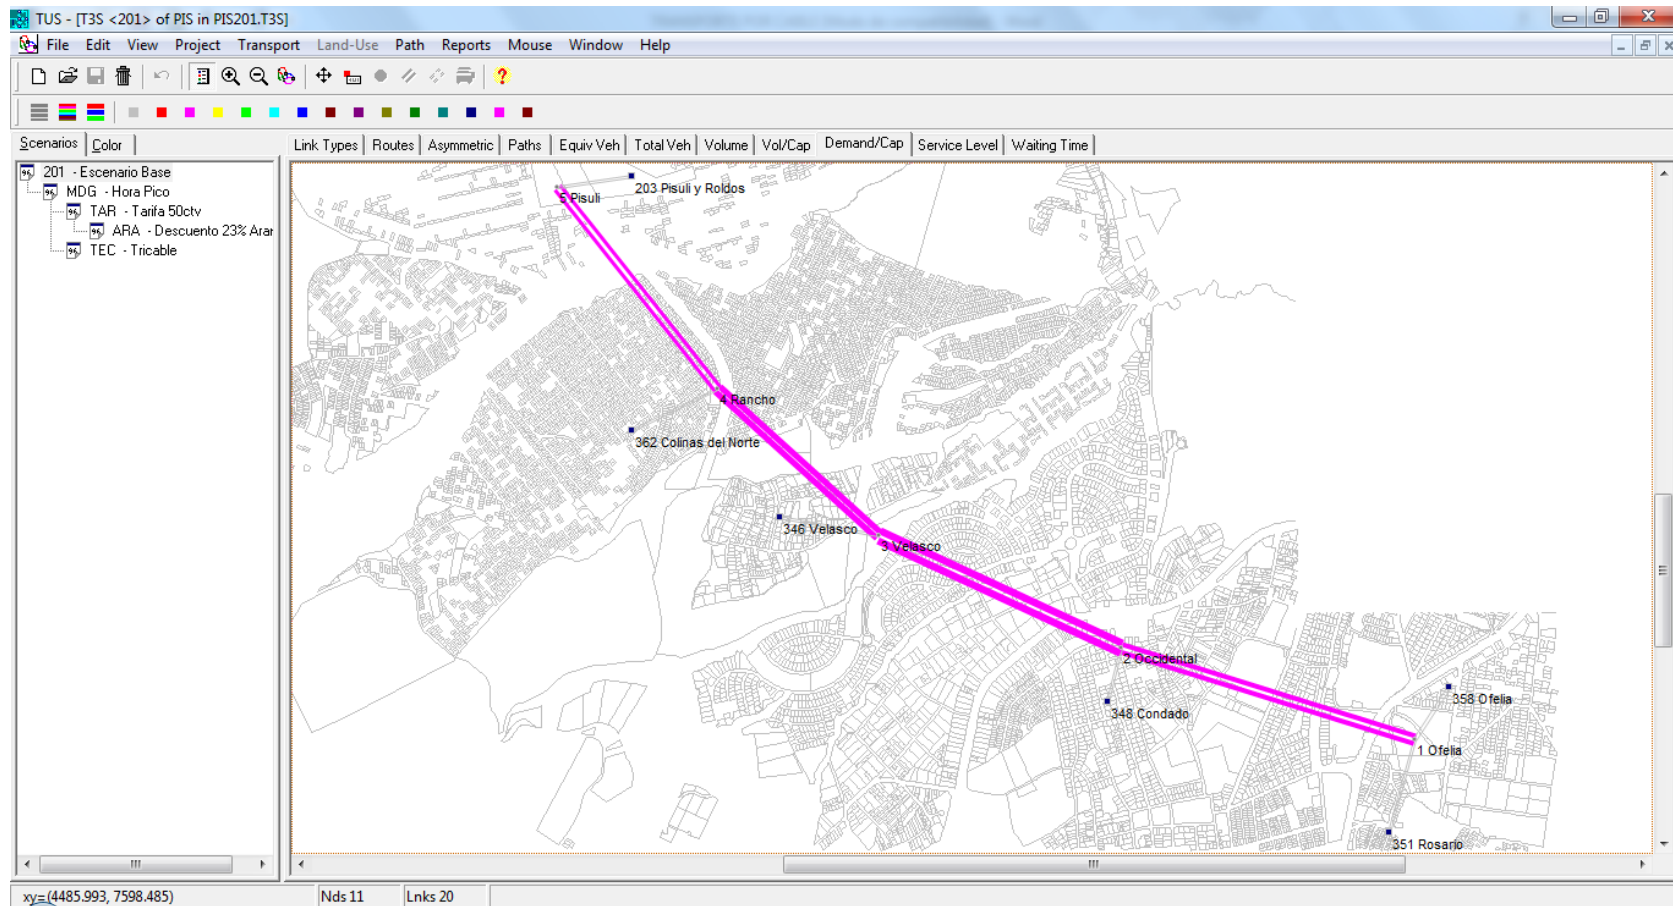 TUS - [T3S <201> of PIS in PIS201.T3S]
File Edit View Project Transport Land-Use Path Reports Mouse Window Help
Scenarios Color
Link Types Routes Asymmetric Paths Equiv Veh Total Veh Volume Vol/Cap Demand/Cap Service Level Waiting Time
201 - Escenario Base
MDG - Hora Pico
TAR - Tarifa 50ctv
ARA - Descuento 23% Arar
TEC - Tricable
203 Pisuli y Roldos
5 Pisuli
4 Rancho
362 Colinas del Norte
346 Velasco
3 Velasco
2 Occidental
358 Ofelia
348 Condado
1 Ofelia
351 Rosario
xy=(4485.993, 7598.485) Nds 11 Lnks 20